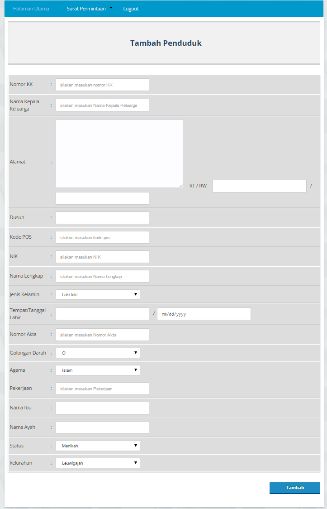 Halaman Utama Surat Permintaan Logout
Tambah Penduduk
Nomor KK : silakan masukan nomor KK
Nama Kepala Keluarga : silakan masukan Nama Kepala Keluarga
Alamat :
RT / RW /
Dusun :
Kode POS : silakan masukan kode pos
NIK : silakan masukan NIK
Nama Lengkap : silakan masukan Nama Lengkap
Jenis Kelamin : Laki-laki
Tempat/Tanggal Lahir : / mm/dd/yyyy
Nomor Akta : silakan masukan Nomor Akta
Golongan Darah : O
Agama : Islam
Pekerjaan : silakan masukan Pekerjaan
Nama Ibu :
Nama Ayah :
Status : Menikah
Kelurahan :
Tambah